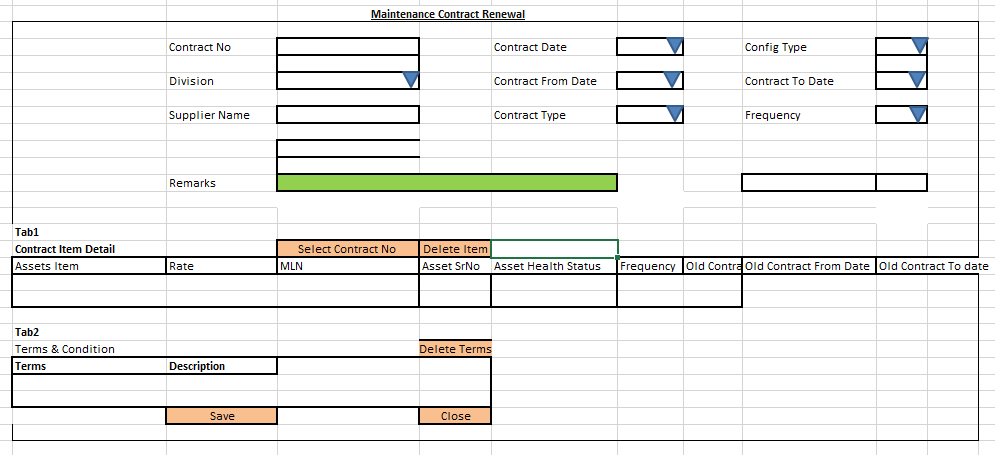 Maintenance Contract Renewal
Contract No Contract Date Config Type
Division Contract From Date Contract To Date
Supplier Name Contract Type Frequency
Remarks
Tab1
Contract Item Detail Select Contract No Delete Item
Assets Item Rate MLN Asset SrNo Asset Health Status Frequency Old Contra Old Contract From Date Old Contract To date
Tab2
Terms & Condition Delete Terms
Terms Description
Save Close